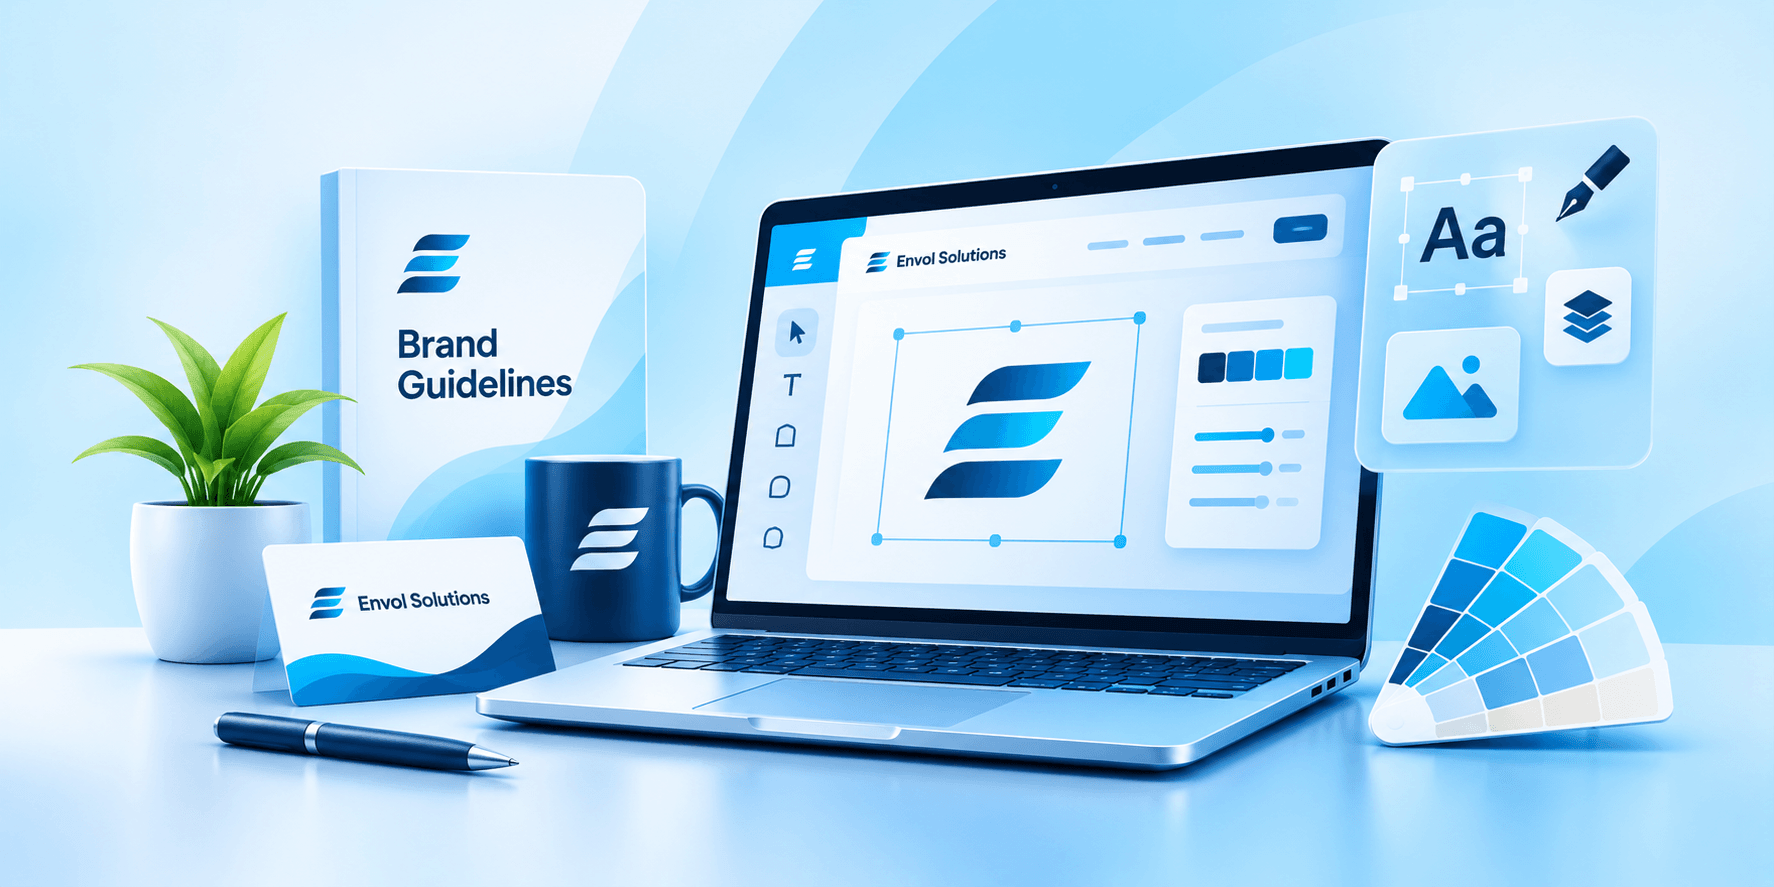 Brand
Guidelines
Envol Solutions
Envol Solutions
T
Aa